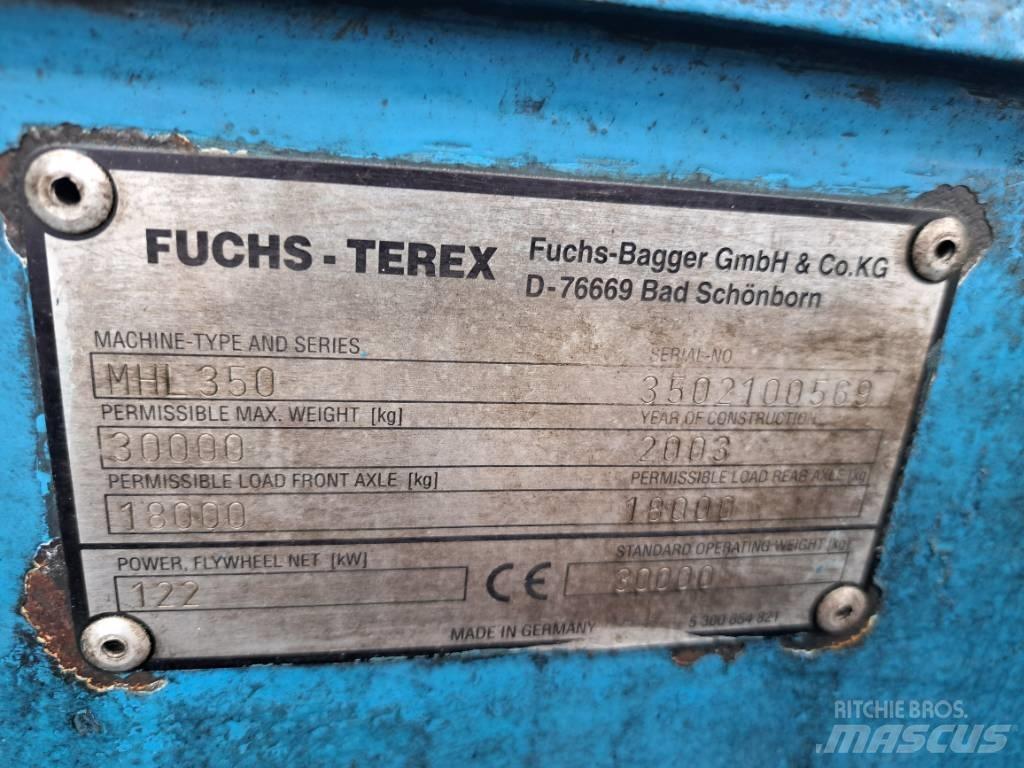 FUCHS - TEREX
Fuchs-Bagger GmbH & Co.KG
D-76669 Bad Schönborn
MACHINE-TYPE AND SERIES
SERIAL-NO
MHL 350
3502100569
PERMISSIBLE MAX. WEIGHT [kg]
YEAR OF CONSTRUCTION
30000
2003
PERMISSIBLE LOAD FRONT AXLE [kg]
PERMISSIBLE LOAD REAR AXLE [kg]
18000
18000
POWER, FLYWHEEL NET [kW]
STANDARD OPERATING WEIGHT [kg]
122
CE
30000
MADE IN GERMANY
5 300 654 821
RITCHIE BROS.
MASCUS